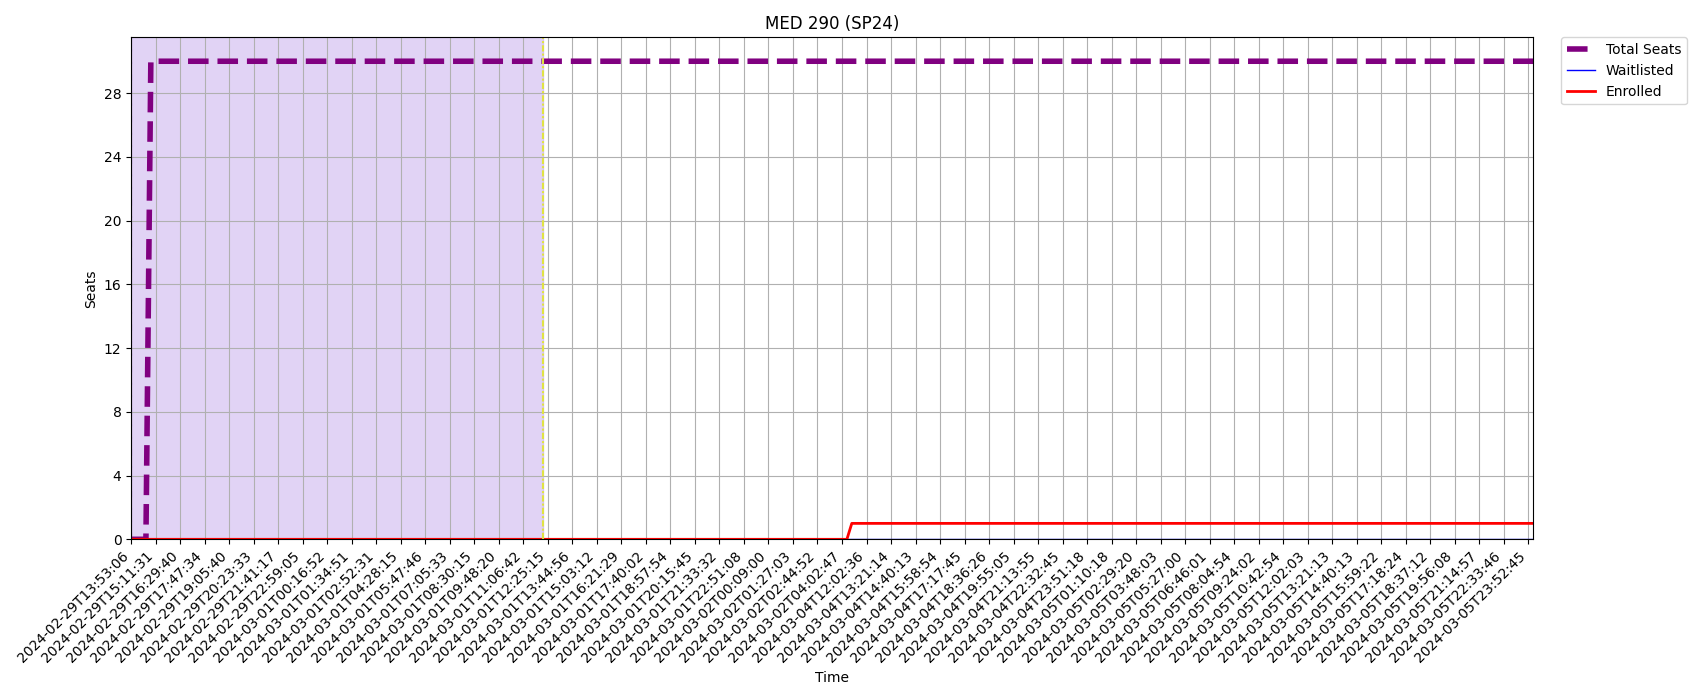 MED 290 (SP24)
Total Seats
Waitlisted
Enrolled
28
24
20
16
12
8
4
0
Seats
2024-02-29T13:53:06
2024-02-29T15:11:31
2024-02-29T16:29:40
2024-02-29T17:47:34
2024-02-29T19:05:40
2024-02-29T20:23:33
2024-02-29T21:41:17
2024-02-29T22:59:05
2024-03-01T00:16:52
2024-03-01T01:34:51
2024-03-01T02:52:31
2024-03-01T04:28:15
2024-03-01T05:47:46
2024-03-01T07:05:33
2024-03-01T08:30:15
2024-03-01T09:48:20
2024-03-01T11:06:42
2024-03-01T12:25:15
2024-03-01T13:44:56
2024-03-01T15:03:12
2024-03-01T16:21:29
2024-03-01T17:40:02
2024-03-01T18:57:54
2024-03-01T20:15:45
2024-03-01T21:33:32
2024-03-01T22:51:08
2024-03-02T00:09:00
2024-03-02T01:27:03
2024-03-02T02:44:52
2024-03-02T04:02:47
2024-03-04T12:02:36
2024-03-04T13:21:14
2024-03-04T14:40:13
2024-03-04T15:58:54
2024-03-04T17:17:45
2024-03-04T18:36:26
2024-03-04T19:55:05
2024-03-04T21:13:55
2024-03-04T22:32:45
2024-03-04T23:51:18
2024-03-05T01:10:18
2024-03-05T02:29:20
2024-03-05T03:48:03
2024-03-05T05:27:00
2024-03-05T06:46:01
2024-03-05T08:04:54
2024-03-05T09:24:02
2024-03-05T10:42:54
2024-03-05T12:02:03
2024-03-05T13:21:13
2024-03-05T14:40:13
2024-03-05T15:59:22
2024-03-05T17:18:24
2024-03-05T18:37:12
2024-03-05T19:56:08
2024-03-05T21:14:57
2024-03-05T22:33:46
2024-03-05T23:52:45
Time